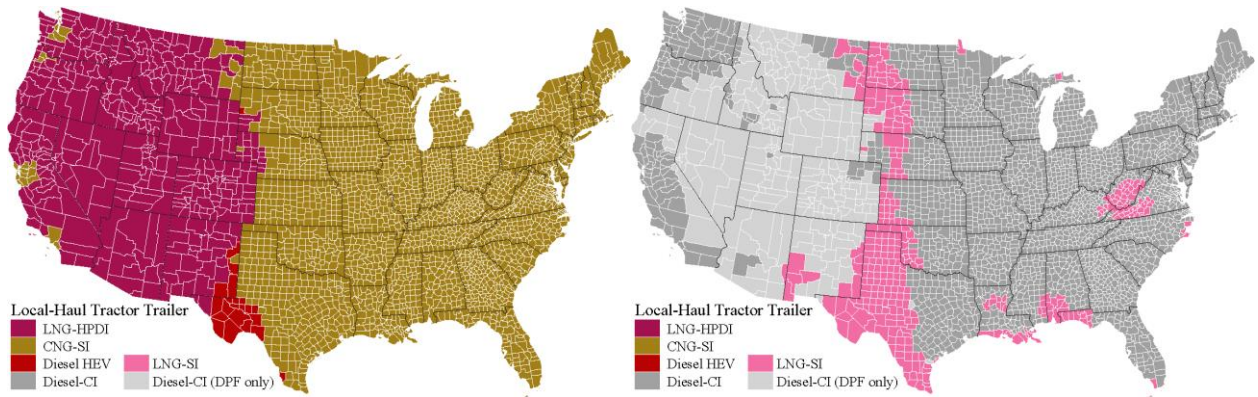 Local-Haul Tractor Trailer
LNG-HPDI
CNG-SI
Diesel HEV LNG-SI
Diesel-CI Diesel-CI (DPF only)
Local-Haul Tractor Trailer
LNG-HPDI
CNG-SI
Diesel HEV LNG-SI
Diesel-CI Diesel-CI (DPF only)